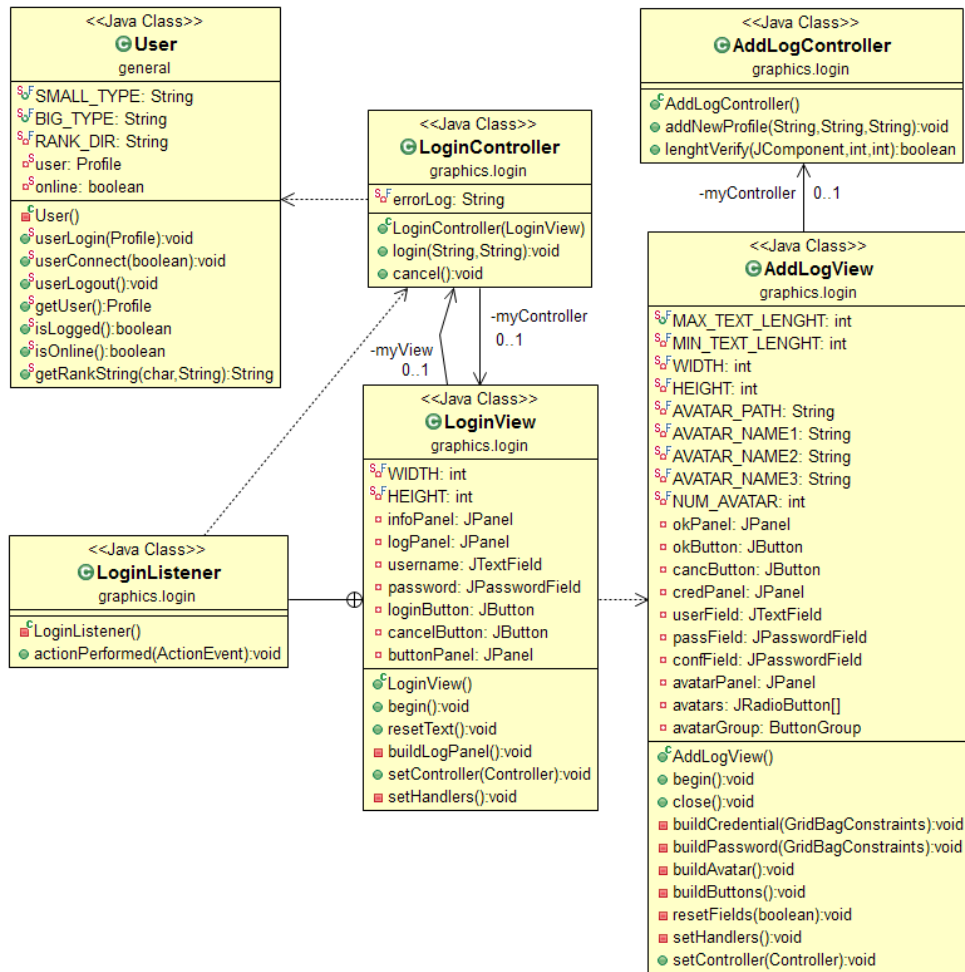 <<Java Class>>
User
general
SMALL_TYPE: String
BIG_TYPE: String
RANK_DIR: String
user: Profile
online: boolean
User()
userLogin(Profile):void
userConnect(boolean):void
userLogout():void
getUser():Profile
isLogged():boolean
isOnline():boolean
getRankString(char,String):String
<<Java Class>>
LoginController
graphics.login
errorLog: String
LoginController(LoginView)
login(String,String):void
cancel():void
<<Java Class>>
AddLogController
graphics.login
AddLogController()
addNewProfile(String,String,String):void
lenghtVerify(JComponent,int,int):boolean
-myController
0..1
-myView
0..1
-myController
0..1
<<Java Class>>
LoginView
graphics.login
WIDTH: int
HEIGHT: int
infoPanel: JPanel
logPanel: JPanel
username: JTextField
password: JPasswordField
loginButton: JButton
cancelButton: JButton
buttonPanel: JPanel
LoginView()
begin():void
resetText():void
buildLogPanel():void
setController(Controller):void
setHandlers():void
<<Java Class>>
LoginListener
graphics.login
LoginListener()
actionPerformed(ActionEvent):void
<<Java Class>>
AddLogView
graphics.login
MAX_TEXT_LENGHT: int
MIN_TEXT_LENGHT: int
WIDTH: int
HEIGHT: int
AVATAR_PATH: String
AVATAR_NAME1: String
AVATAR_NAME2: String
AVATAR_NAME3: String
NUM_AVATAR: int
okPanel: JPanel
okButton: JButton
cancButton: JButton
credPanel: JPanel
userField: JTextField
passField: JPasswordField
confField: JPasswordField
avatarPanel: JPanel
avatars: JRadioButton[]
avatarGroup: ButtonGroup
AddLogView()
begin():void
close():void
buildCredential(GridBagConstraints):void
buildPassword(GridBagConstraints):void
buildAvatar():void
buildButtons():void
resetFields(boolean):void
setHandlers():void
setController(Controller):void